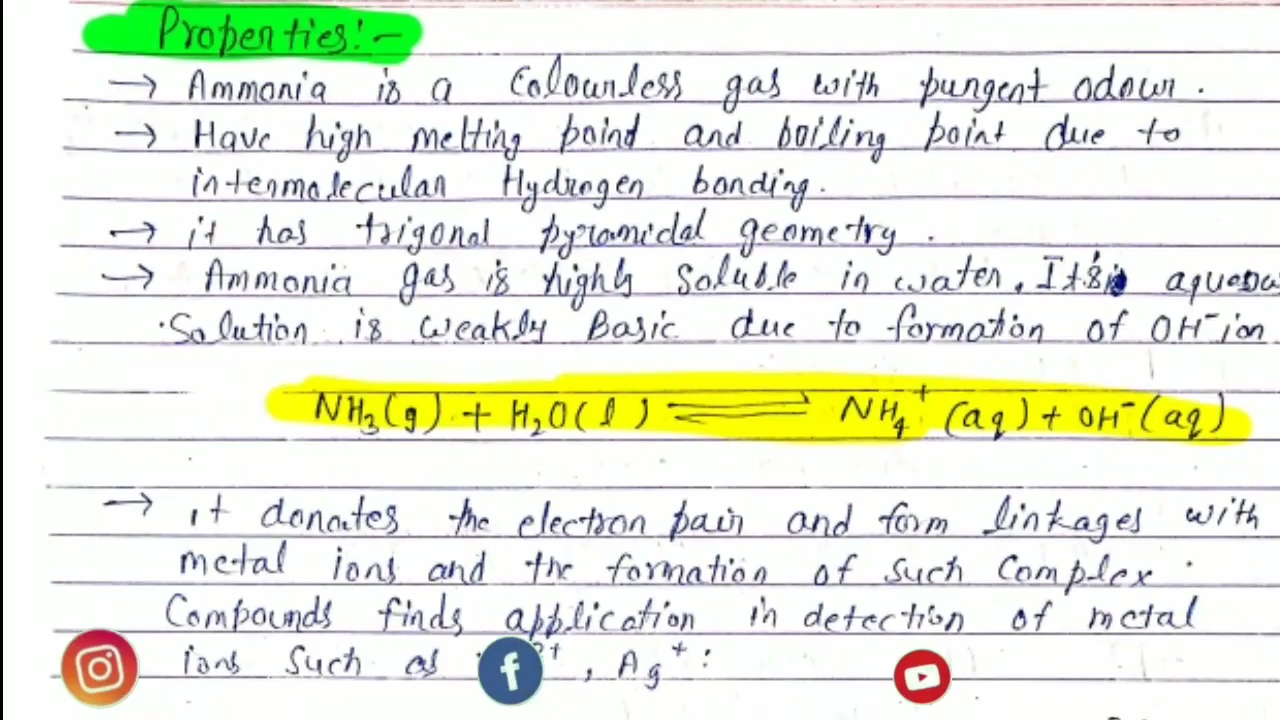 Properties:-
→ Ammonia is a Colourless gas with pungent odour.
→ Have high melting poind and boiling point due to
intermolecular Hydrogen bonding.
→ it has trigonal pyramidal geometry.
→ Ammonia gas is highly Soluble in water. It's aqueou
Solution is weakly Basic due to formation of OH⁻ ion
NH₃(g) + H₂O(l) ⇌ NH₄⁺(aq) + OH⁻(aq)
→ it donates the electron pair and form linkages with
metal ions and the formation of such Complex
Compounds finds application in detection of metal
ions Such as 2+, Ag⁺: